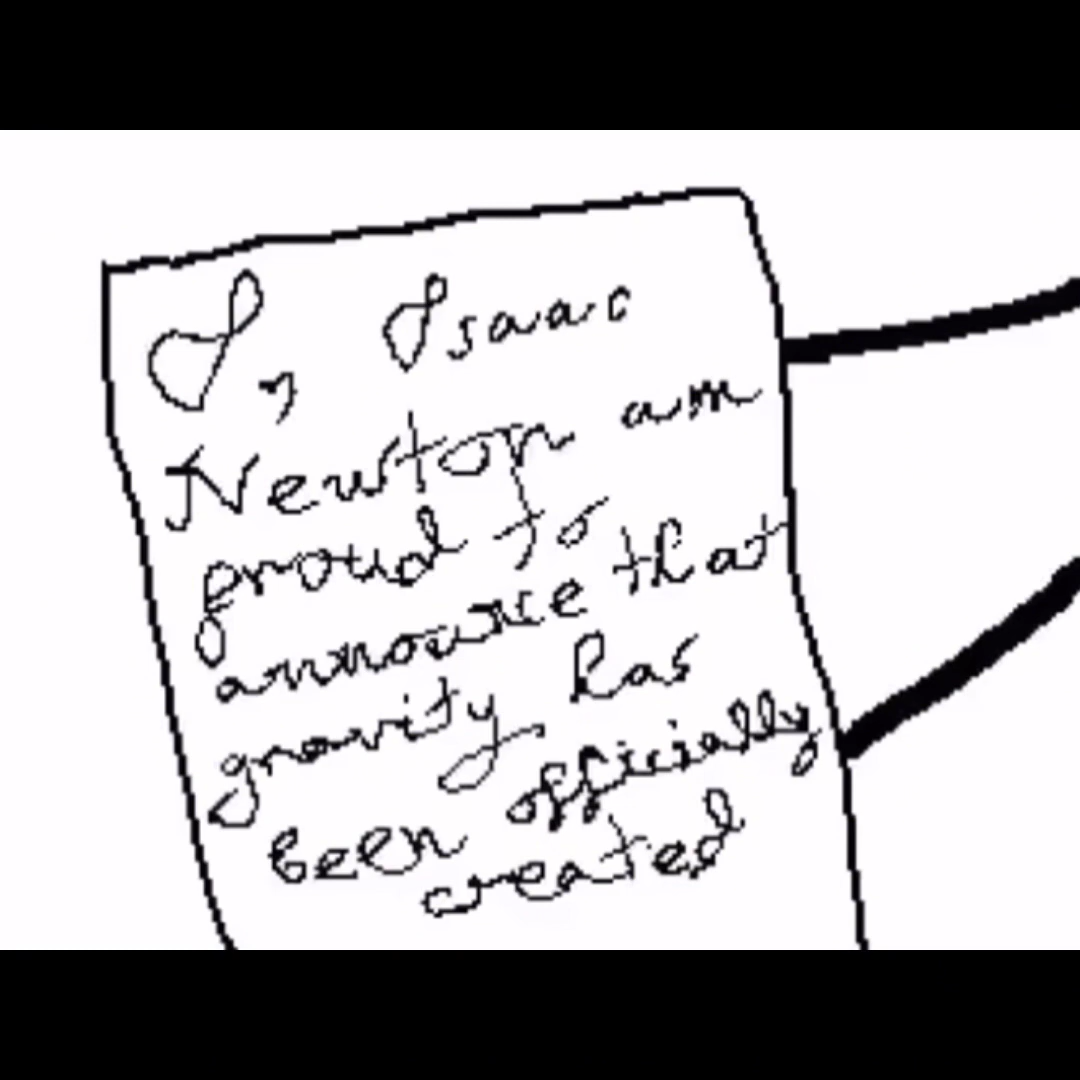 I, Isaac
Newton am
proud to
announce that
gravity has
been officially
created